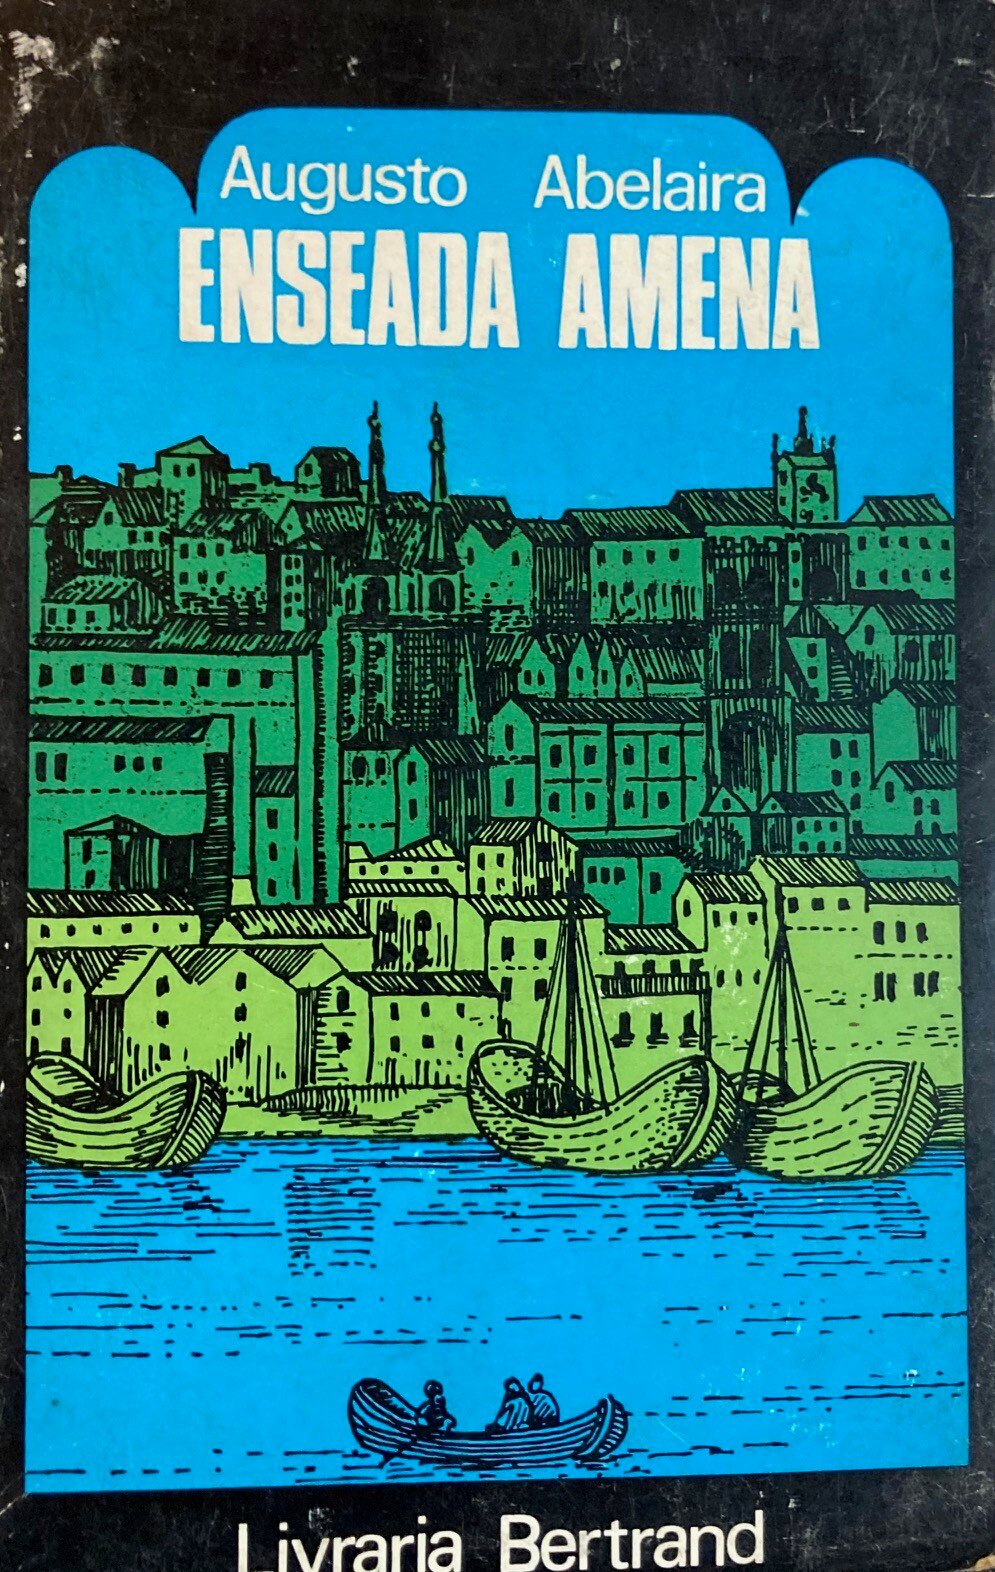 Augusto Abelaira
ENSEADA AMENA
Livraria Bertrand